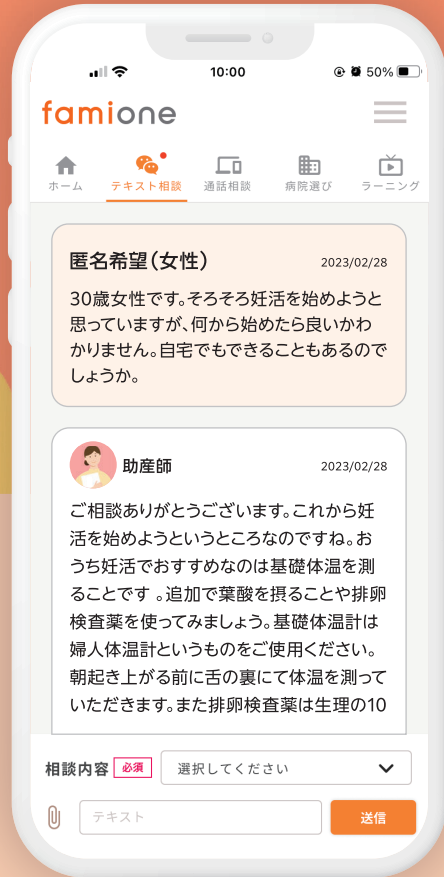 10:00
50%
famione
ホーム
テキスト相談
通話相談
病院選び
ラーニング
匿名希望（女性）
2023/02/28
30歳女性です。そろそろ妊活を始めようと
思っていますが、何から始めたら良いかわ
かりません。自宅でもできることもあるので
しょうか。
助産師
2023/02/28
ご相談ありがとうございます。これから妊
活を始めようというところなのですね。お
うち妊活でおすすめなのは基礎体温を測
ることです 。追加で葉酸を摂ることや排卵
検査薬を使ってみましょう。基礎体温計は
婦人体温計というものをご使用ください。
朝起き上がる前に舌の裏にて体温を測って
いただきます。また排卵検査薬は生理の10
相談内容
必須
選択してください
テキスト
送信